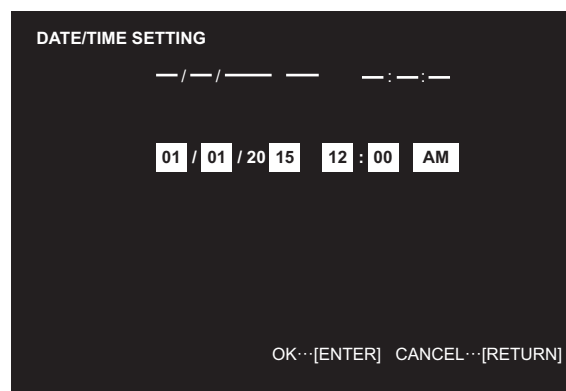 DATE/TIME SETTING
—/—/—— —— —:—:—
01 / 01 / 20 15 12 : 00 AM
OK···[ENTER] CANCEL···[RETURN]